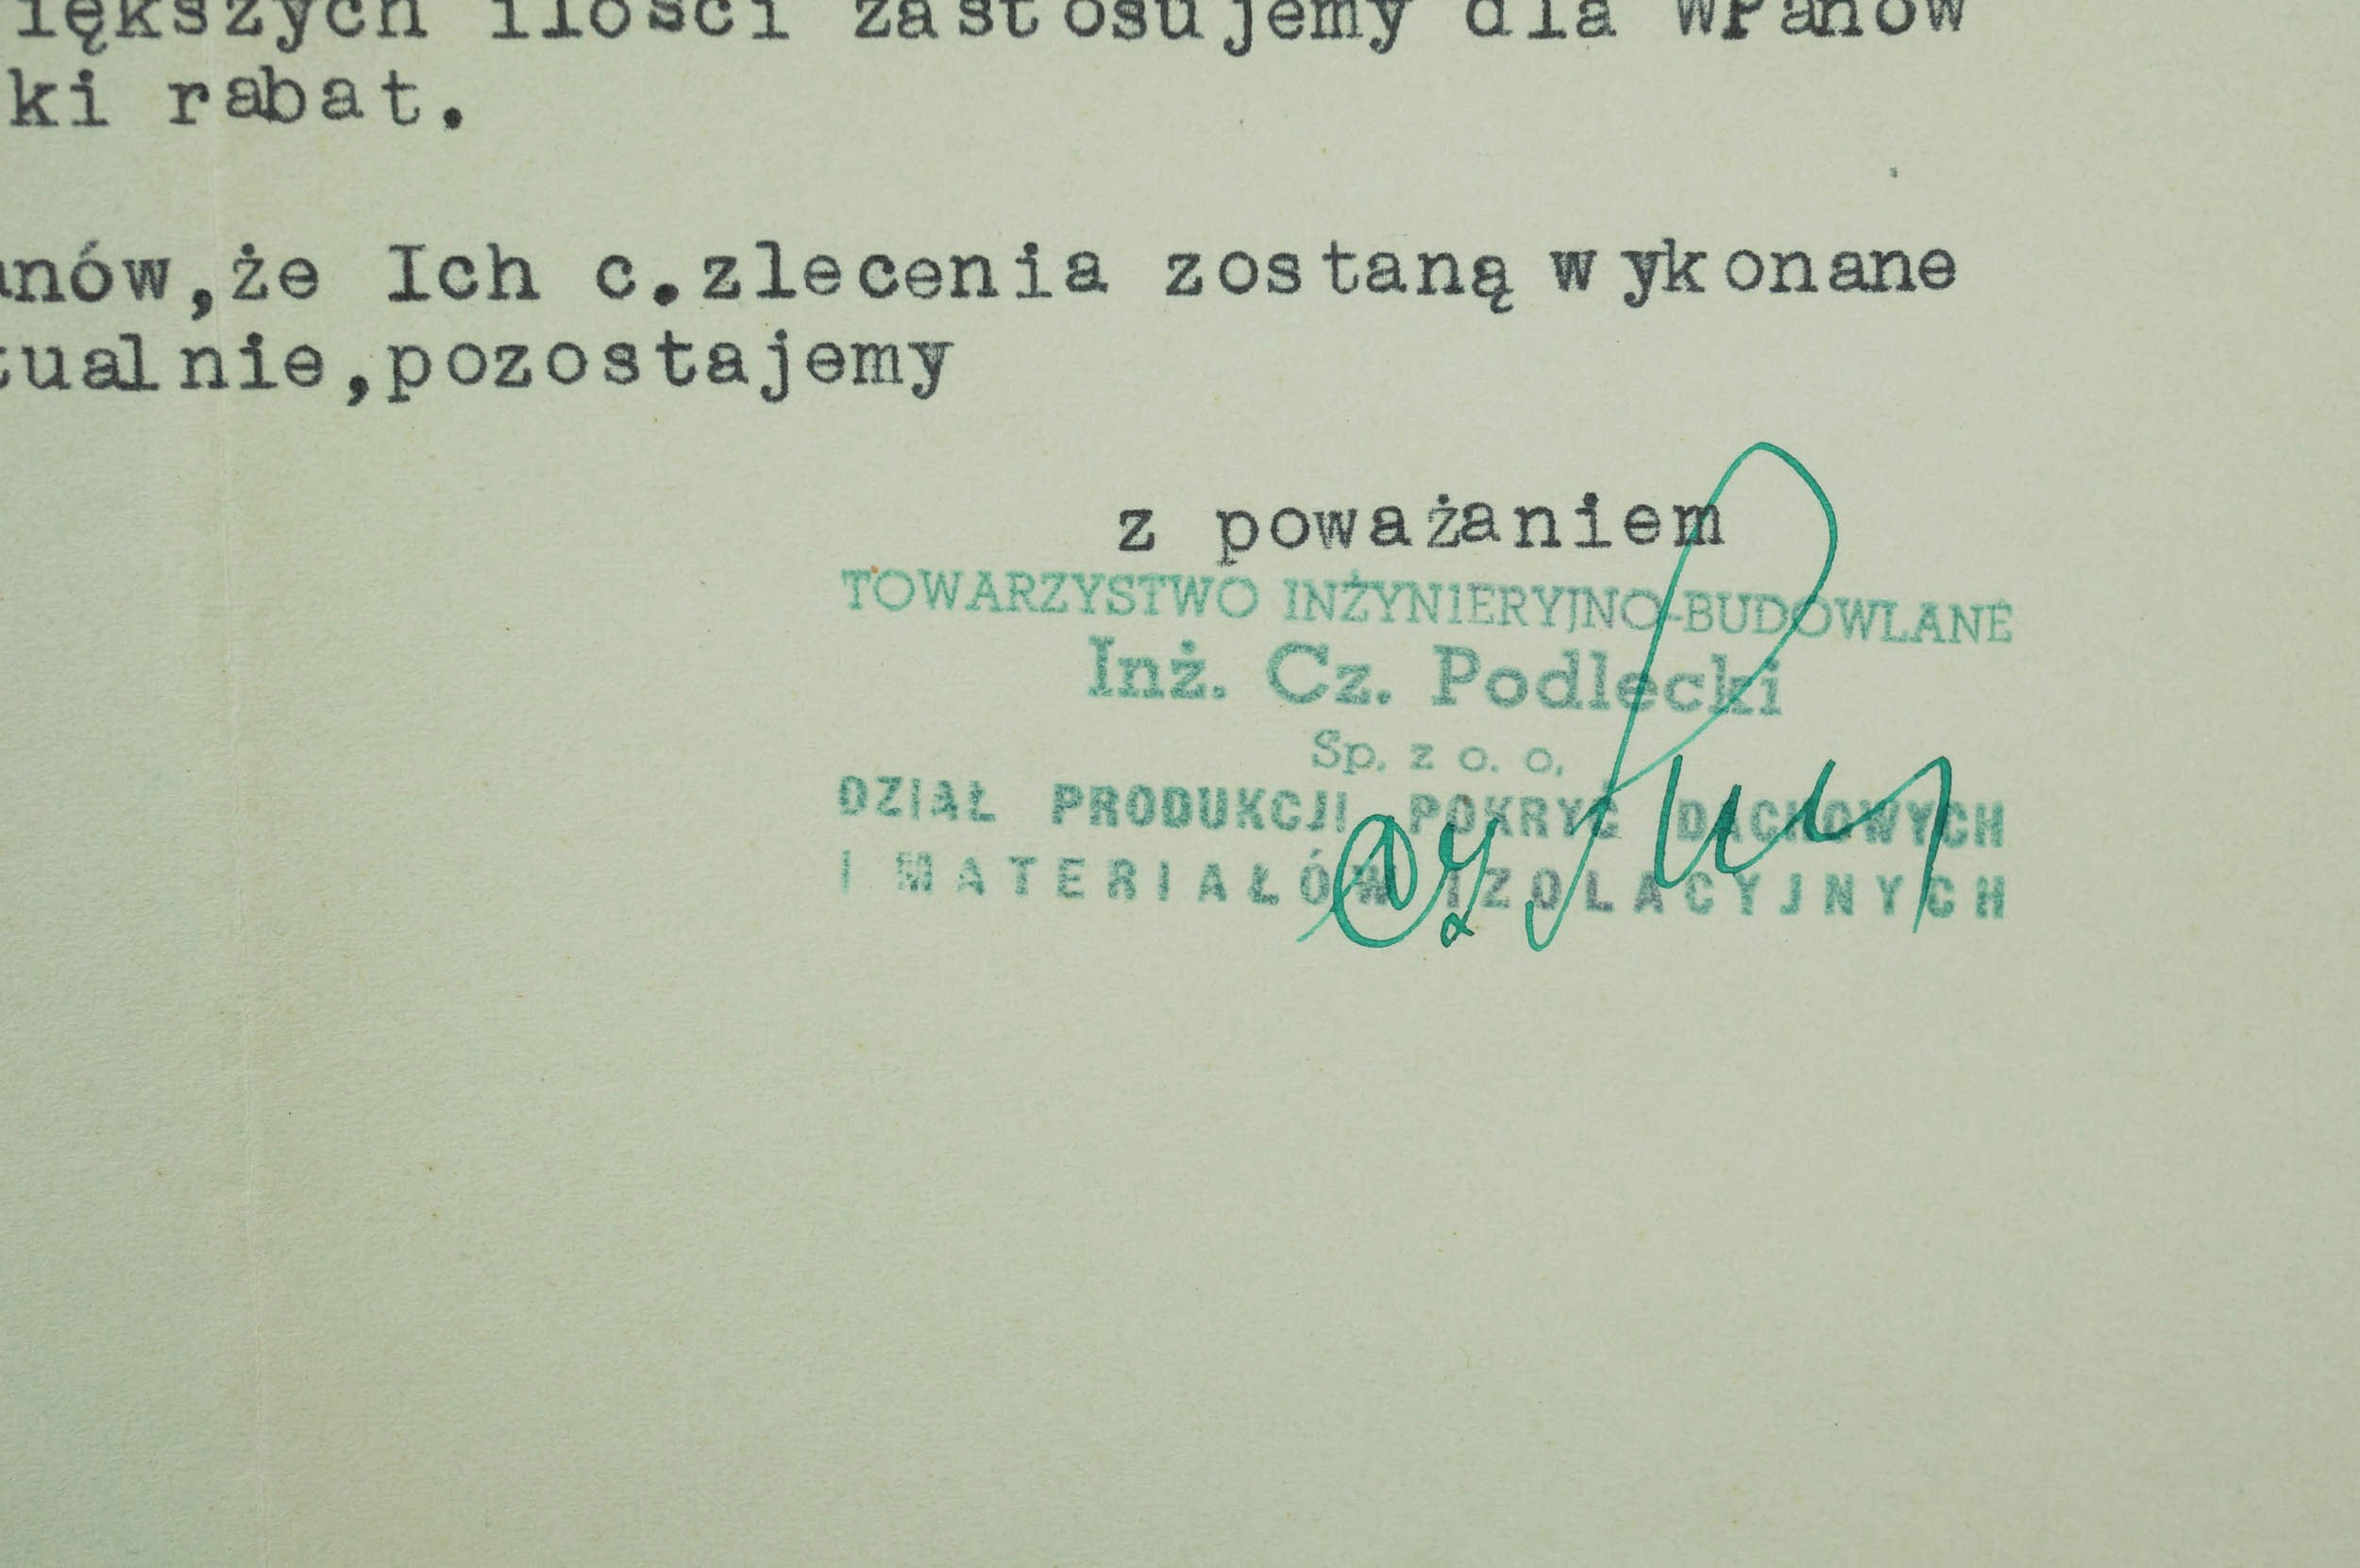 iększych ilości zastosujemy dla WPanów
ki rabat.
nów,że Ich c.zlecenia zostaną wykonane
tualnie,pozostajemy
z poważaniem
TOWARZYSTWO INŻYNIERYJNO-BUDOWLANE
Inż. Cz. Podlecki
Sp. z o. o.
DZIAŁ PRODUKCJI POKRYĆ DACHOWYCH
I MATERIAŁÓW IZOLACYJNYCH